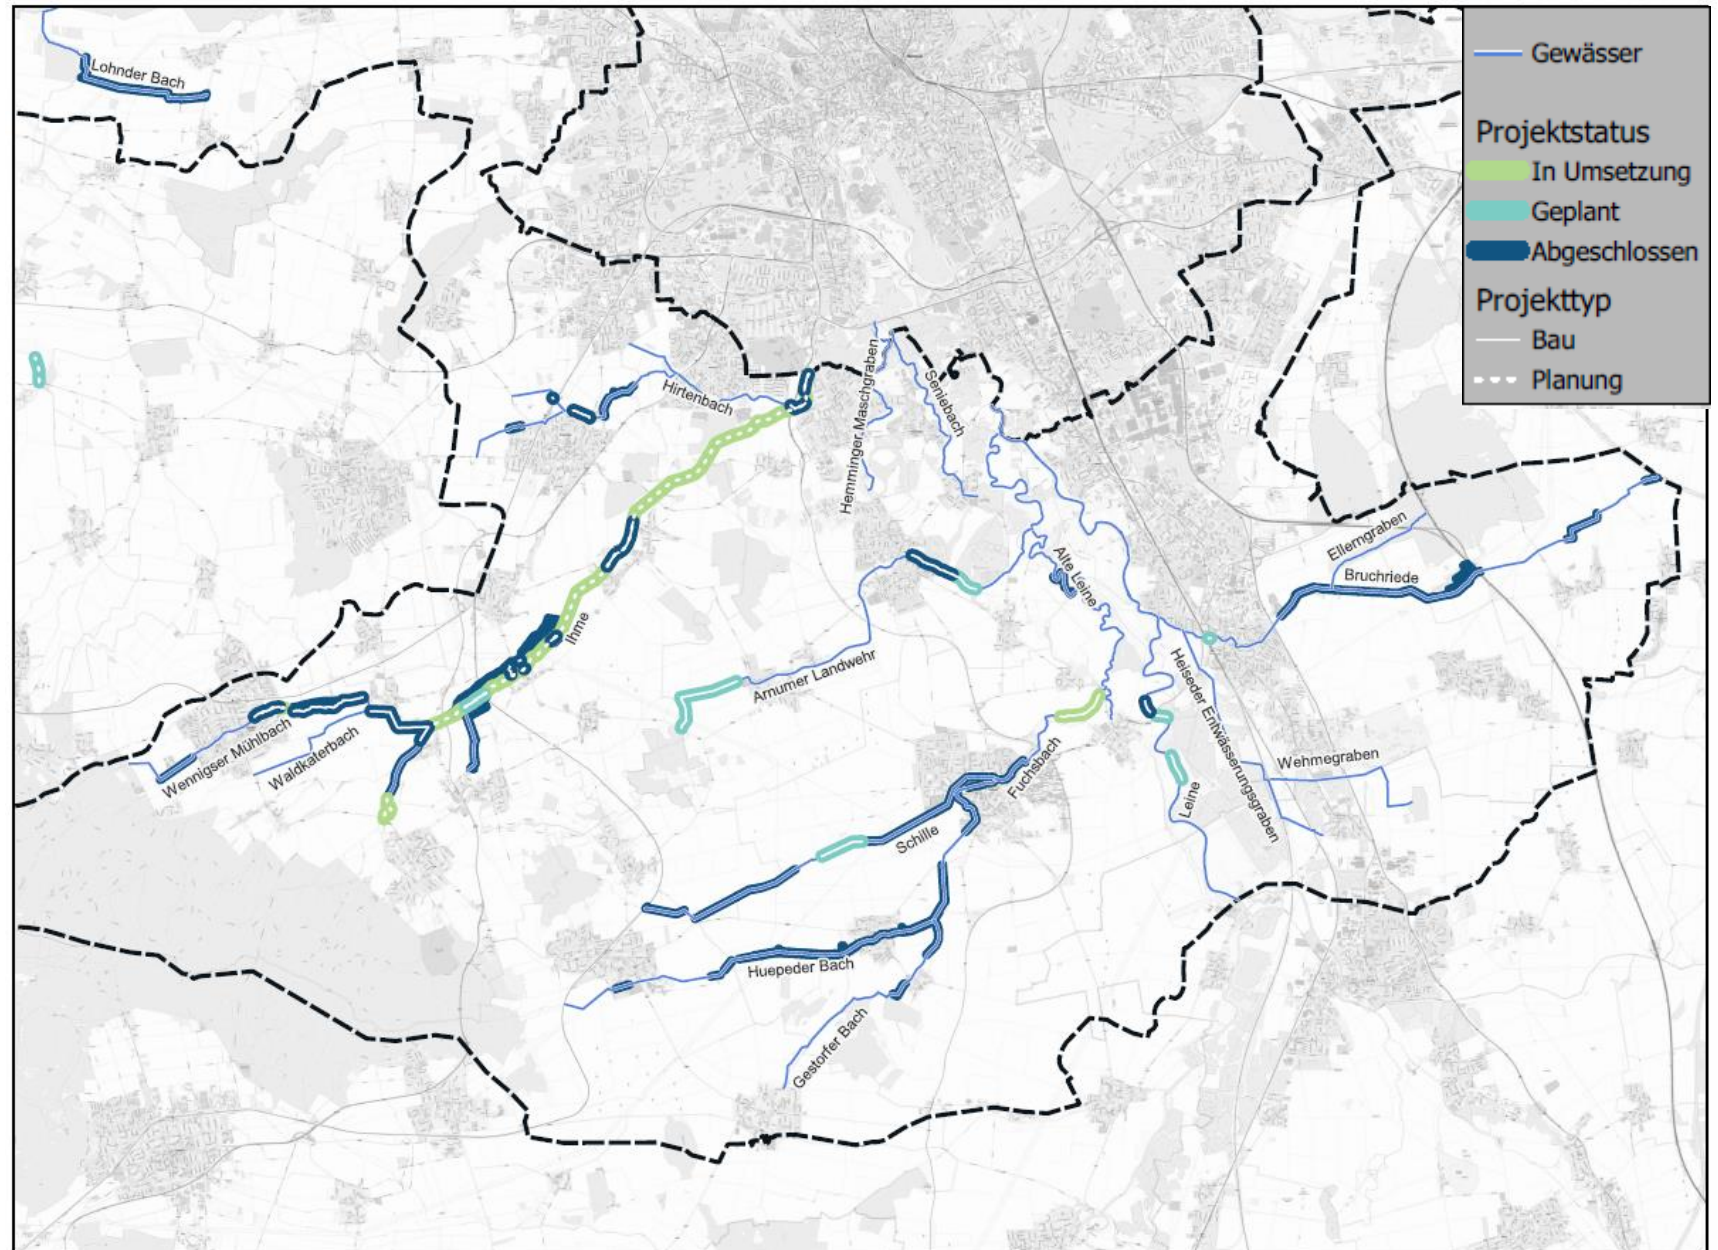 Gewässer
Projektstatus
In Umsetzung
Geplant
Abgeschlossen
Projekttyp
Bau
Planung
Lohnder Bach
Hirtenbach
Hemminger Maschgraben
Seniebach
Alte Leine
Ellerngraben
Bruchriede
Ihme
Arnumer Landwehr
Heiseder Entwässerungsgraben
Wennigser Mühlbach
Waldkaterbach
Fuchsbach
Wehmegraben
Leine
Schille
Huepeder Bach
Gestorfer Bach